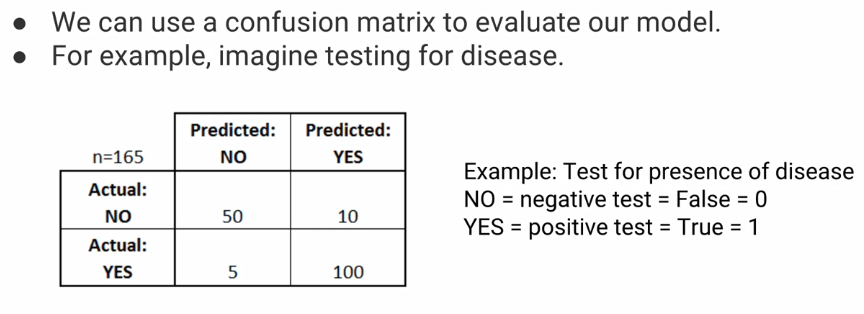 ● We can use a confusion matrix to evaluate our model.
● For example, imagine testing for disease.
n=165 Predicted: NO Predicted: YES
Actual: NO 50 10
Actual: YES 5 100
Example: Test for presence of disease
NO = negative test = False = 0
YES = positive test = True = 1